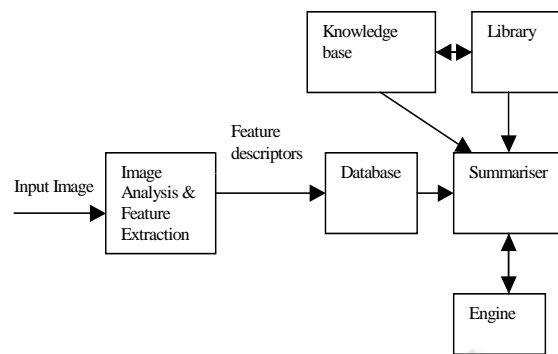 Knowledge
base
Library
Feature
descriptors
Input Image
Image
Analysis &
Feature
Extraction
Database
Summariser
Engine